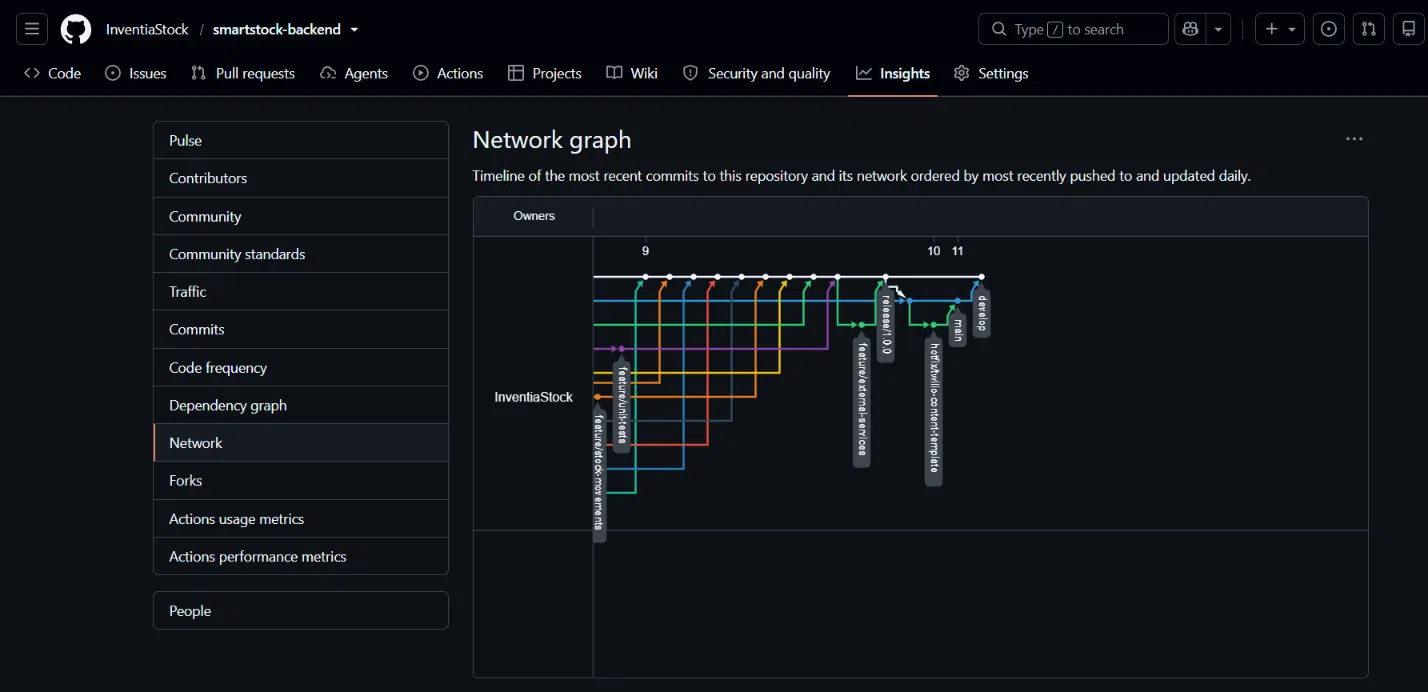 InventiaStock / smartstock-backend
Type / to search
Code Issues Pull requests Agents Actions Projects Wiki Security and quality Insights Settings
Pulse
Contributors
Community
Community standards
Traffic
Commits
Code frequency
Dependency graph
Network
Forks
Actions usage metrics
Actions performance metrics
People
Network graph
Timeline of the most recent commits to this repository and its network ordered by most recently pushed to and updated daily.
Owners
9 10 11
InventiaStock
feature/stock-movements
feature/unit-tests
feature/external-services
release/1.0.0
hotfix/twilio-content-template
main
develop